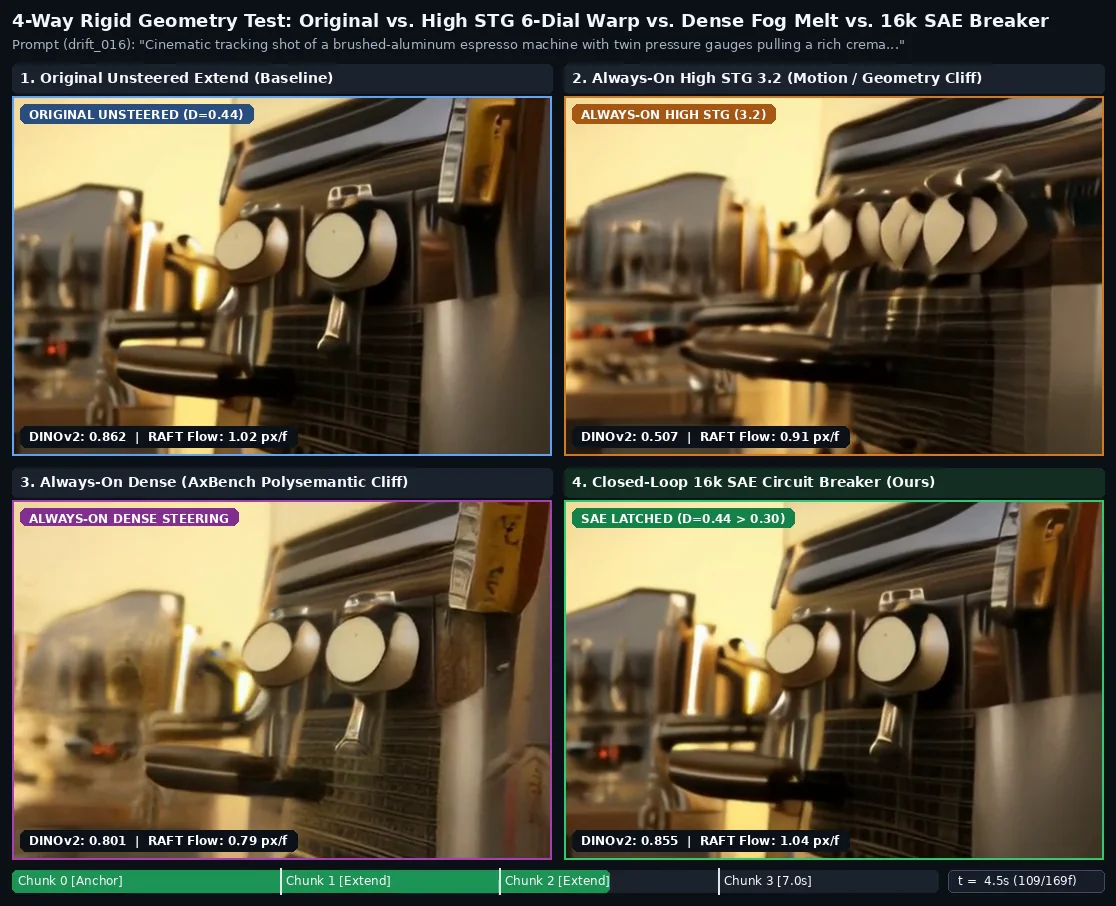 4-Way Rigid Geometry Test: Original vs. High STG 6-Dial Warp vs. Dense Fog Melt vs. 16k SAE Breaker
Prompt (drift_016): "Cinematic tracking shot of a brushed-aluminum espresso machine with twin pressure gauges pulling a rich crema..."
1. Original Unsteered Extend (Baseline)
ORIGINAL UNSTEERED (D=0.44)
DINOv2: 0.862 | RAFT Flow: 1.02 px/f
2. Always-On High STG 3.2 (Motion / Geometry Cliff)
ALWAYS-ON HIGH STG (3.2)
DINOv2: 0.507 | RAFT Flow: 0.91 px/f
3. Always-On Dense (AxBench Polysemantic Cliff)
ALWAYS-ON DENSE STEERING
DINOv2: 0.801 | RAFT Flow: 0.79 px/f
4. Closed-Loop 16k SAE Circuit Breaker (Ours)
SAE LATCHED (D=0.44 > 0.30)
DINOv2: 0.855 | RAFT Flow: 1.04 px/f
Chunk 0 [Anchor]
Chunk 1 [Extend]
Chunk 2 [Extend]
Chunk 3 [7.0s]
t = 4.5s (109/169f)